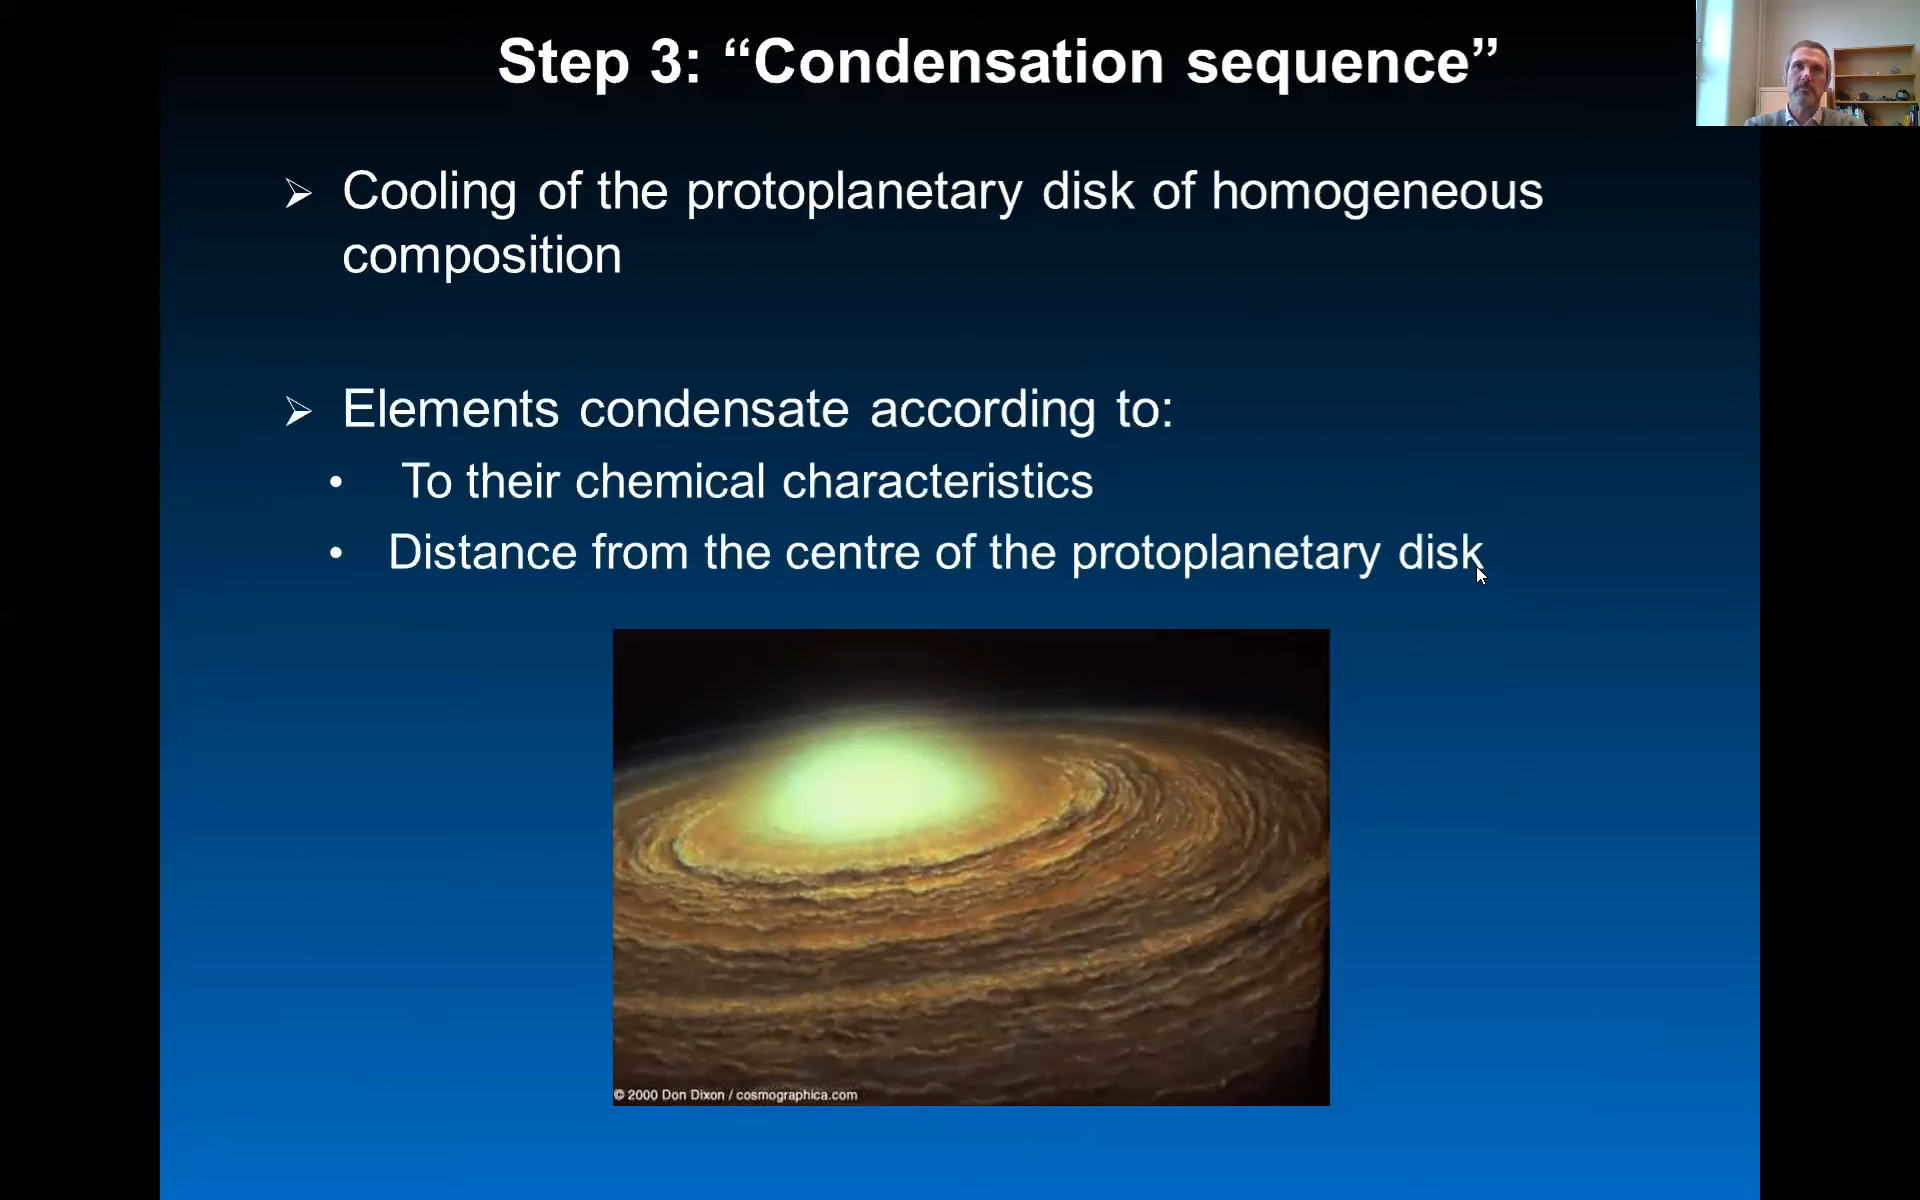 Step 3: “Condensation sequence”
➢ Cooling of the protoplanetary disk of homogeneous
composition
➢ Elements condensate according to:
• To their chemical characteristics
• Distance from the centre of the protoplanetary disk
© 2000 Don Dixon / cosmographica.com